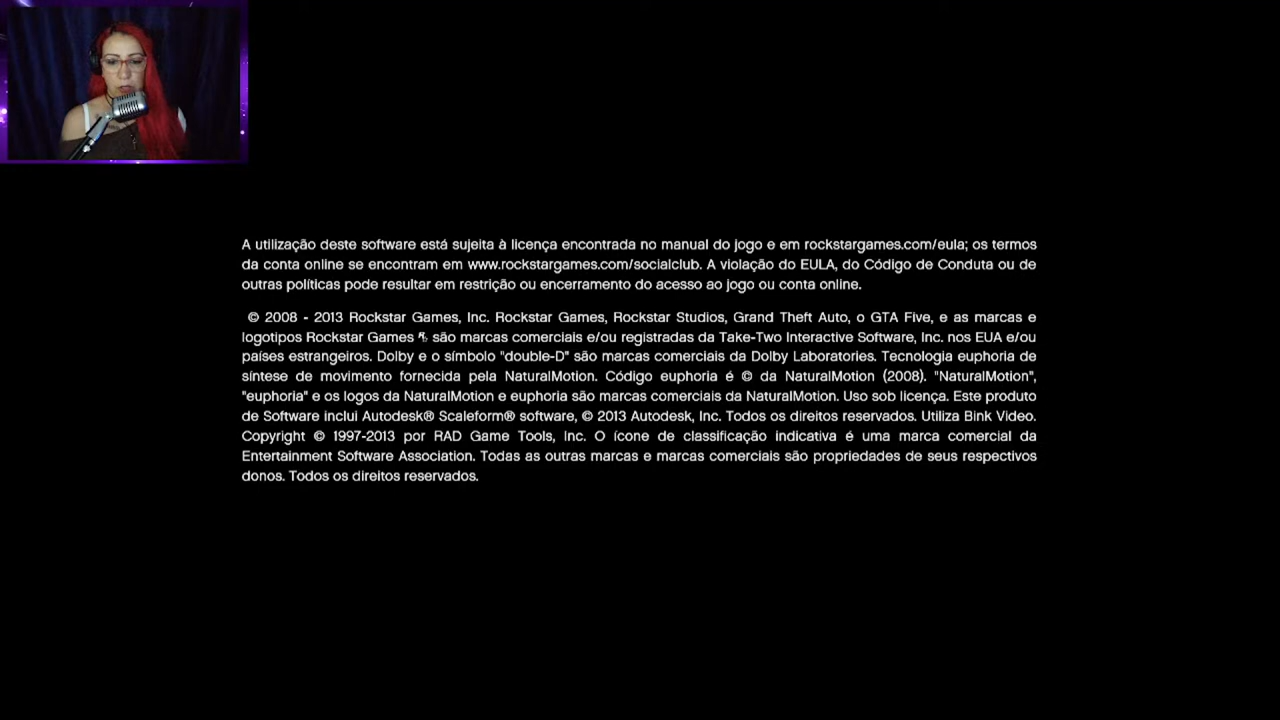 A utilização deste software está sujeita à licença encontrada no manual do jogo e em rockstargames.com/eula; os termos
da conta online se encontram em www.rockstargames.com/socialclub. A violação do EULA, do Código de Conduta ou de
outras políticas pode resultar em restrição ou encerramento do acesso ao jogo ou conta online.
© 2008 - 2013 Rockstar Games, Inc. Rockstar Games, Rockstar Studios, Grand Theft Auto, o GTA Five, e as marcas e
logotipos Rockstar Games R* são marcas comerciais e/ou registradas da Take-Two Interactive Software, Inc. nos EUA e/ou
países estrangeiros. Dolby e o símbolo "double-D" são marcas comerciais da Dolby Laboratories. Tecnologia euphoria de
síntese de movimento fornecida pela NaturalMotion. Código euphoria é © da NaturalMotion (2008). "NaturalMotion",
"euphoria" e os logos da NaturalMotion e euphoria são marcas comerciais da NaturalMotion. Uso sob licença. Este produto
de Software inclui Autodesk® Scaleform® software, © 2013 Autodesk, Inc. Todos os direitos reservados. Utiliza Bink Video.
Copyright © 1997-2013 por RAD Game Tools, Inc. O ícone de classificação indicativa é uma marca comercial da
Entertainment Software Association. Todas as outras marcas e marcas comerciais são propriedades de seus respectivos
donos. Todos os direitos reservados.